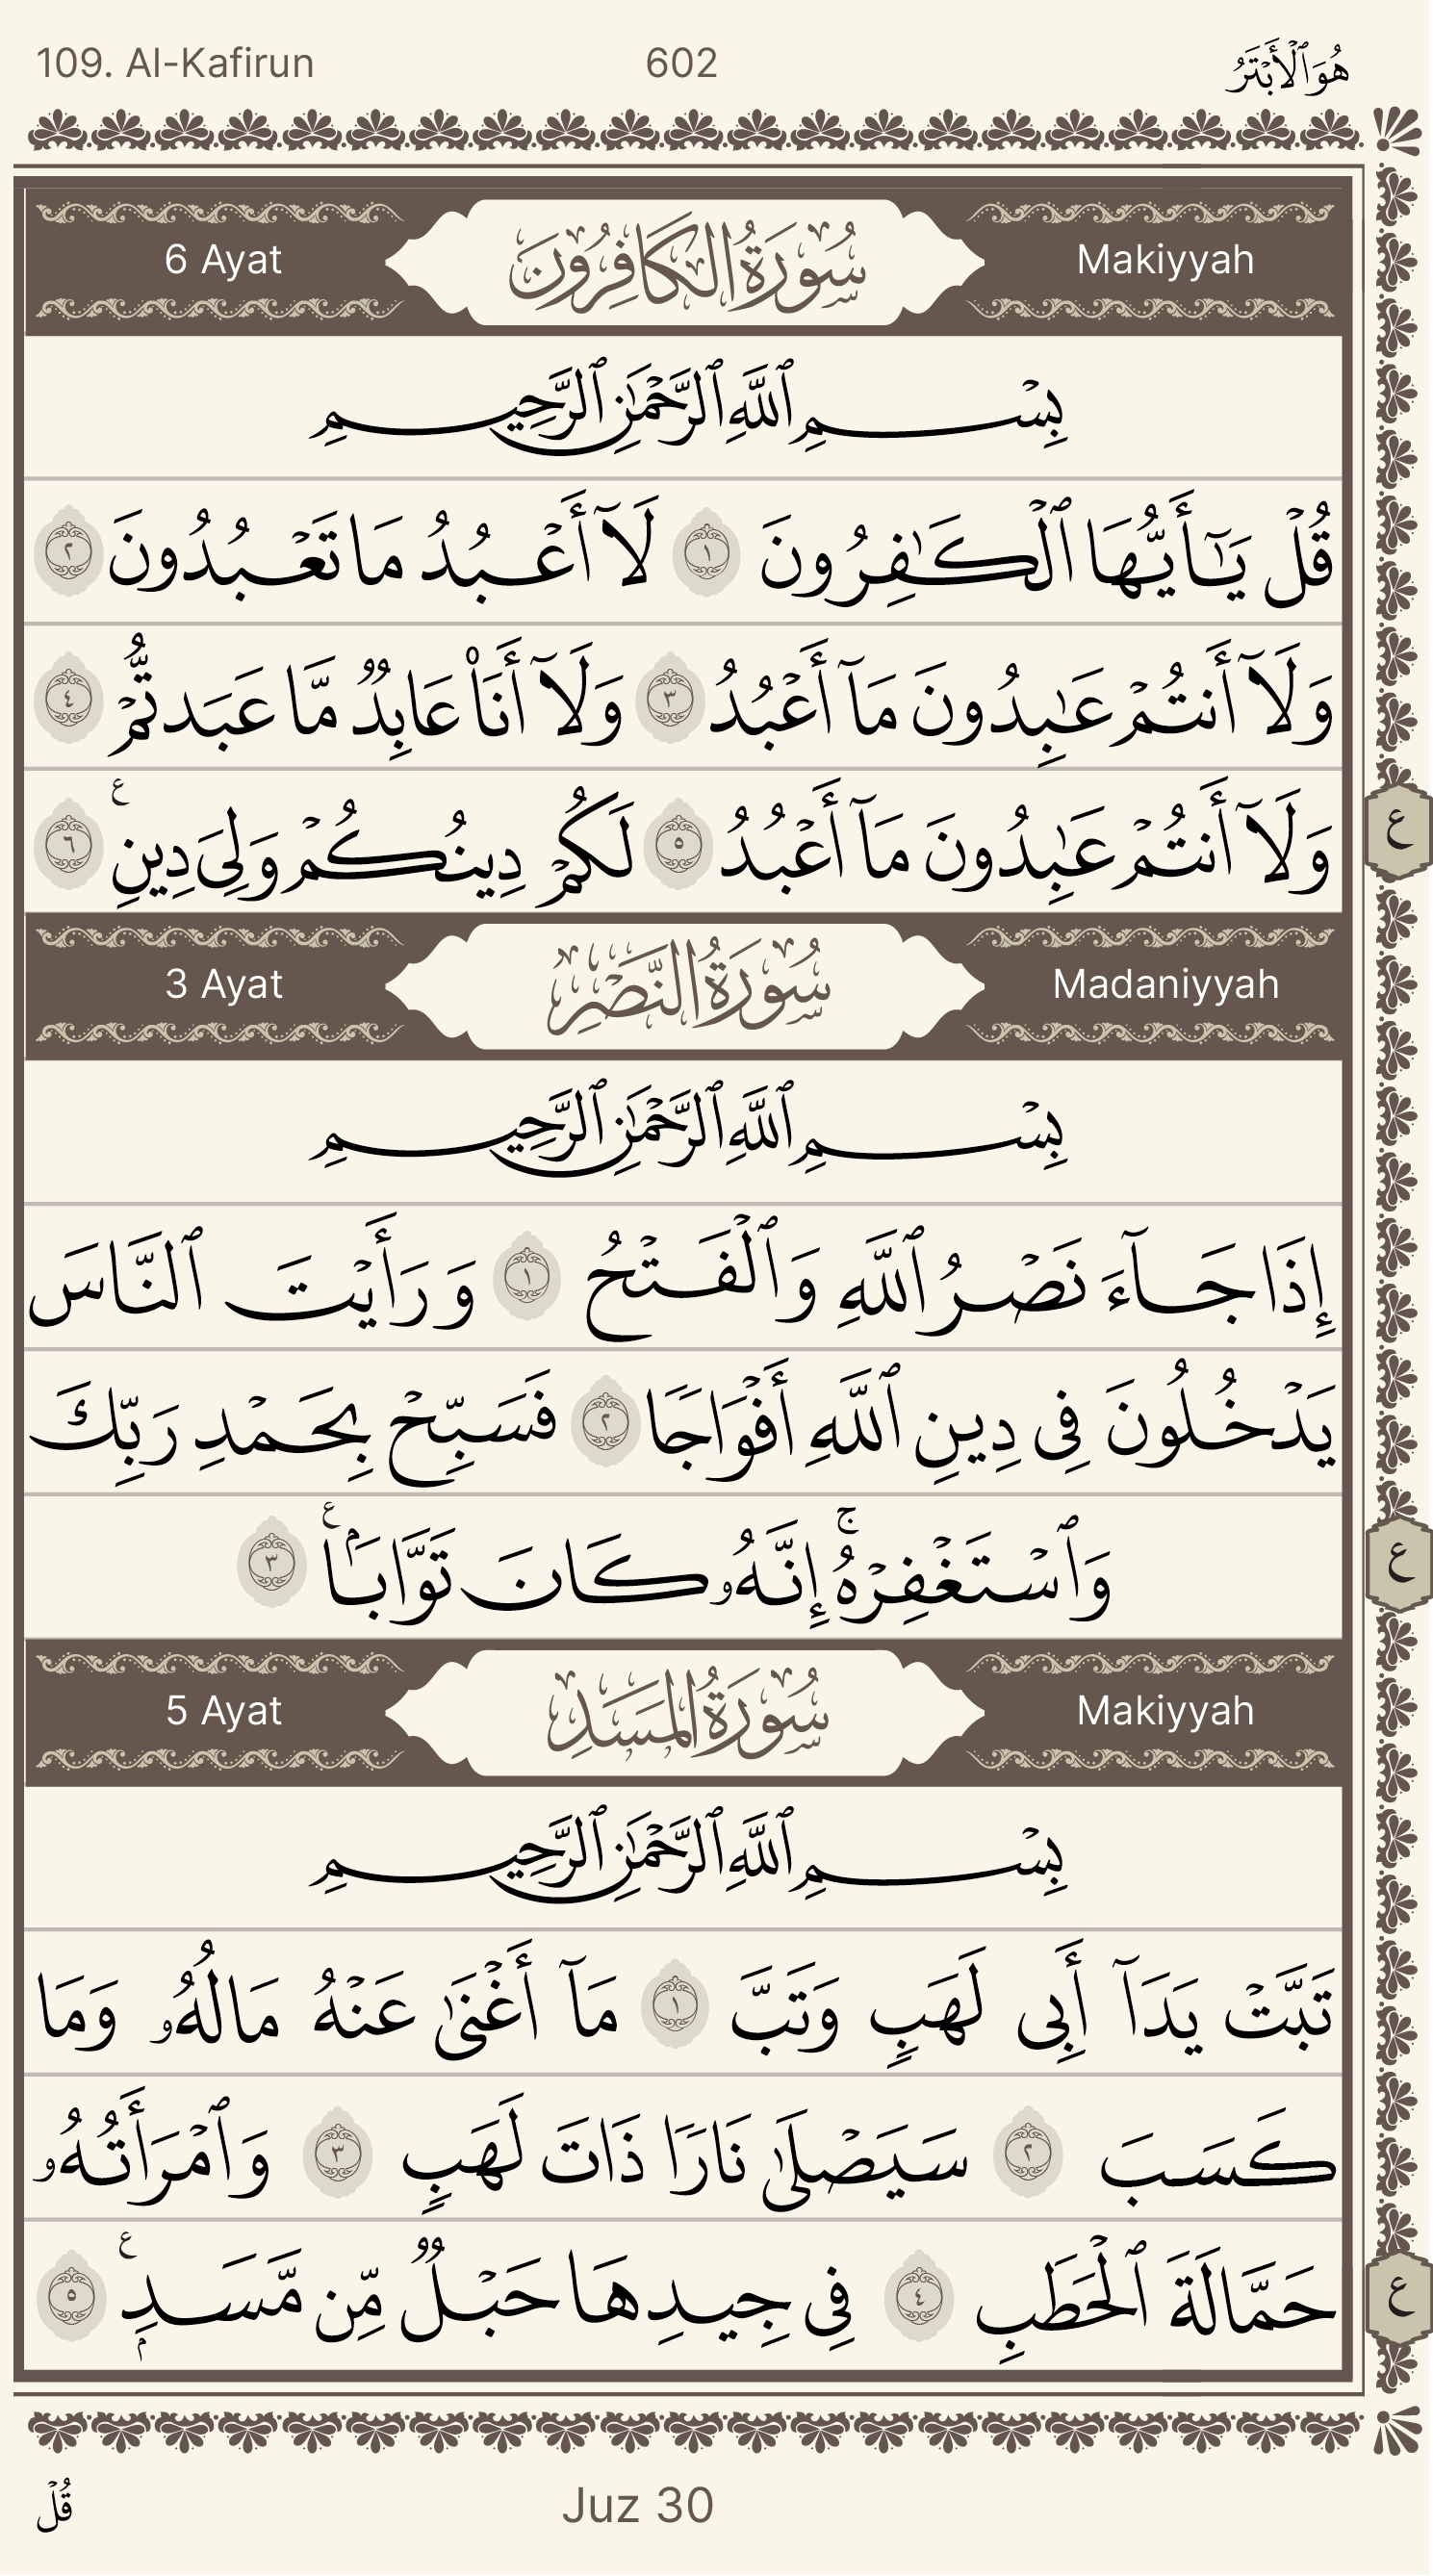 109. Al-Kafirun 602 هُوَ ٱلْأَبْتَرُ
6 Ayat سُورَةُ الكَافِرُونَ Makiyyah
بِسْمِ ٱللَّهِ ٱلرَّحْمَٰنِ ٱلرَّحِيمِ
قُلْ يَـٰٓأَيُّهَا ٱلْكَـٰفِرُونَ ١ لَآ أَعْبُدُ مَا تَعْبُدُونَ ٢
وَلَآ أَنتُمْ عَـٰبِدُونَ مَآ أَعْبُدُ ٣ وَلَآ أَنَا۠ عَابِدٌ مَّا عَبَدتُّمْ ٤
وَلَآ أَنتُمْ عَـٰبِدُونَ مَآ أَعْبُدُ ٥ لَكُمْ دِينُكُمْ وَلِىَ دِينِ ع ٦ ع
3 Ayat سُورَةُ النَّصْرِ Madaniyyah
بِسْمِ ٱللَّهِ ٱلرَّحْمَٰنِ ٱلرَّحِيمِ
إِذَا جَآءَ نَصْرُ ٱللَّهِ وَٱلْفَتْحُ ١ وَرَأَيْتَ ٱلنَّاسَ
يَدْخُلُونَ فِى دِينِ ٱللَّهِ أَفْوَاجًا ٢ فَسَبِّحْ بِحَمْدِ رَبِّكَ
وَٱسْتَغْفِرْهُ ۚ إِنَّهُۥ كَانَ تَوَّابَۢا ع ٣ ع
5 Ayat سُورَةُ المَسَدِ Makiyyah
بِسْمِ ٱللَّهِ ٱلرَّحْمَٰنِ ٱلرَّحِيمِ
تَبَّتْ يَدَآ أَبِى لَهَبٍ وَتَبَّ ١ مَآ أَغْنَىٰ عَنْهُ مَالُهُۥ وَمَا
كَسَبَ ٢ سَيَصْلَىٰ نَارًا ذَاتَ لَهَبٍ ٣ وَٱمْرَأَتُهُۥ
حَمَّالَةَ ٱلْحَطَبِ ٤ فِى جِيدِهَا حَبْلٌ مِّن مَّسَدِۭ ع ٥ ع
قُلْ Juz 30